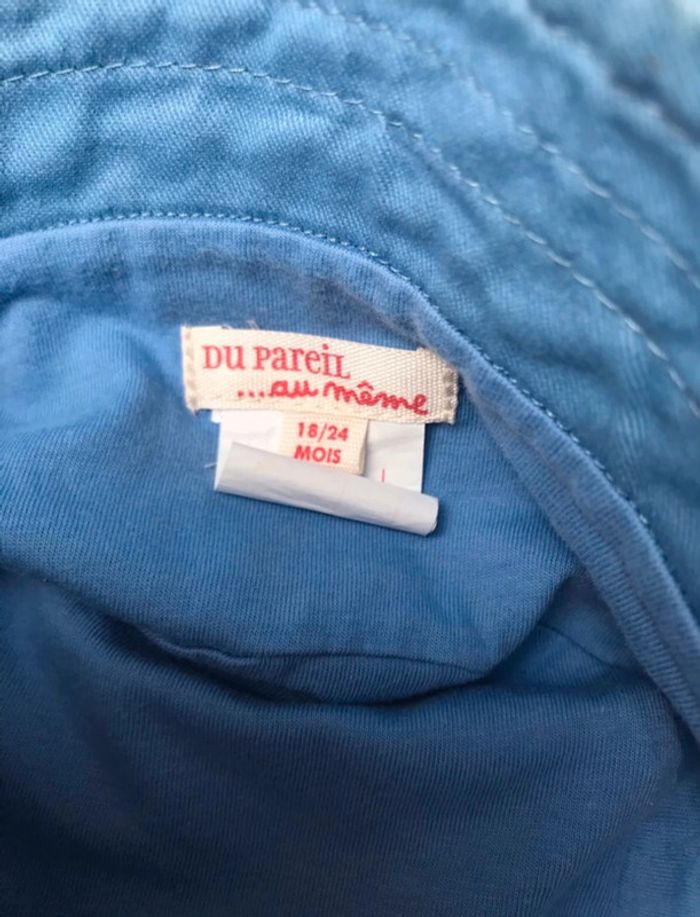 DU PAREIL
...au même
18/24
MOIS